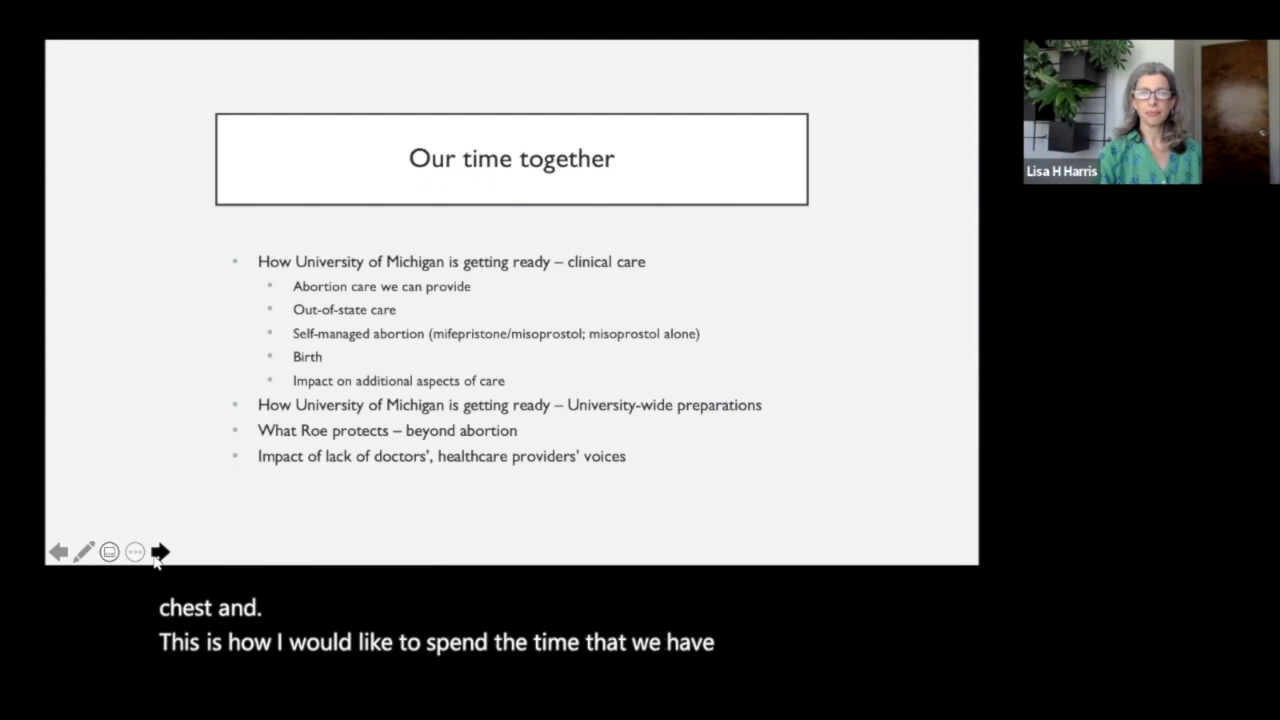 Our time together
How University of Michigan is getting ready – clinical care
Abortion care we can provide
Out-of-state care
Self-managed abortion (mifepristone/misoprostol; misoprostol alone)
Birth
Impact on additional aspects of care
How University of Michigan is getting ready – University-wide preparations
What Roe protects – beyond abortion
Impact of lack of doctors’, healthcare providers’ voices
Lisa H Harris
chest and.
This is how I would like to spend the time that we have